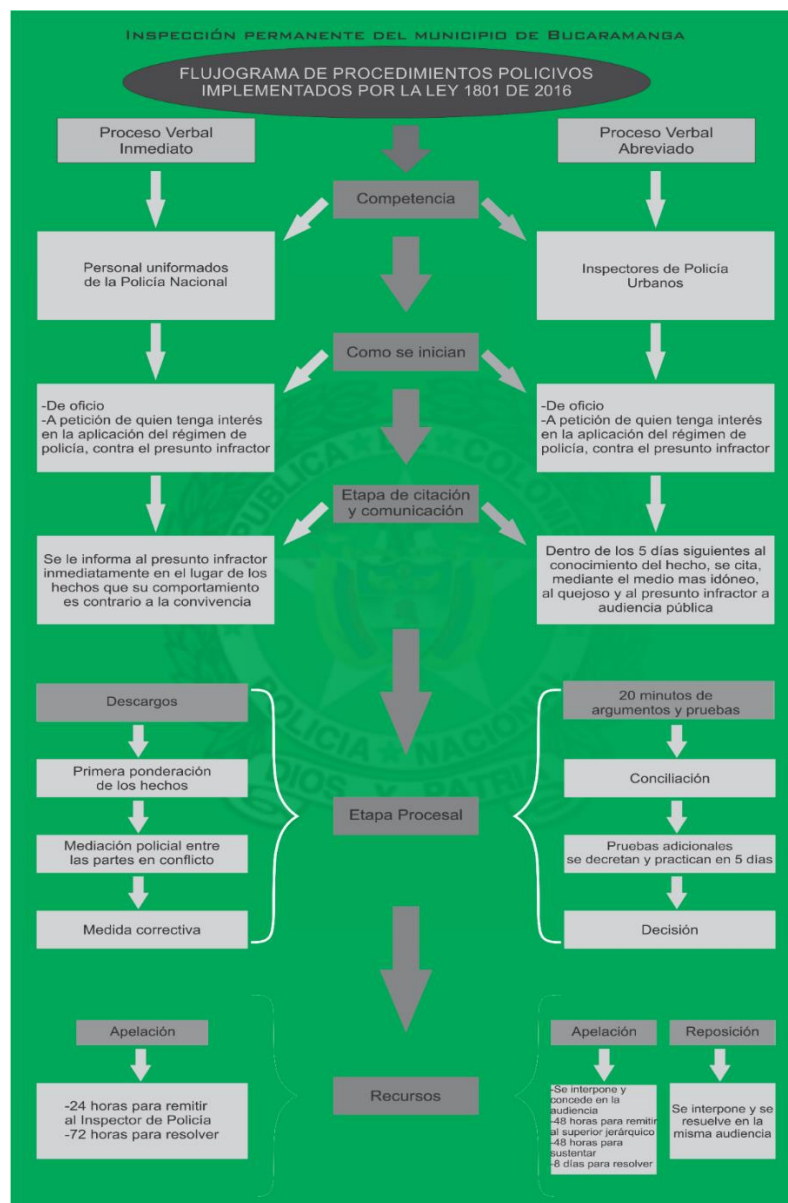 INSPECCIÓN PERMANENTE DEL MUNICIPIO DE BUCARAMANGA
FLUJOGRAMA DE PROCEDIMIENTOS POLICIVOS
IMPLEMENTADOS POR LA LEY 1801 DE 2016
Proceso Verbal
Inmediato
Proceso Verbal
Abreviado
Competencia
Personal uniformados
de la Policía Nacional
Inspectores de Policía
Urbanos
Como se inician
-De oficio
-A petición de quien tenga interés
en la aplicación del régimen de
policía, contra el presunto infractor
-De oficio
-A petición de quien tenga interés
en la aplicación del régimen de
policía, contra el presunto infractor
Etapa de citación
y comunicación
Se le informa al presunto infractor
inmediatamente en el lugar de los
hechos que su comportamiento
es contrario a la convivencia
Dentro de los 5 días siguientes al
conocimiento del hecho, se cita,
mediante el medio mas idóneo,
al quejoso y al presunto infractor a
audiencia pública
Descargos
Primera ponderación
de los hechos
Mediación policial entre
las partes en conflicto
Medida correctiva
Etapa Procesal
20 minutos de
argumentos y pruebas
Conciliación
Pruebas adicionales
se decretan y practican en 5 días
Decisión
Apelación
-24 horas para remitir
al Inspector de Policía
-72 horas para resolver
Recursos
Apelación
-Se interpone y
concede en la
audiencia
-48 horas para remitir
al superior jerárquico
-48 horas para
sustentar
-8 días para resolver
Reposición
Se interpone y se
resuelve en la
misma audiencia
REPUBLICA DE COLOMBIA
POLICIA NACIONAL
DIOS Y PATRIA